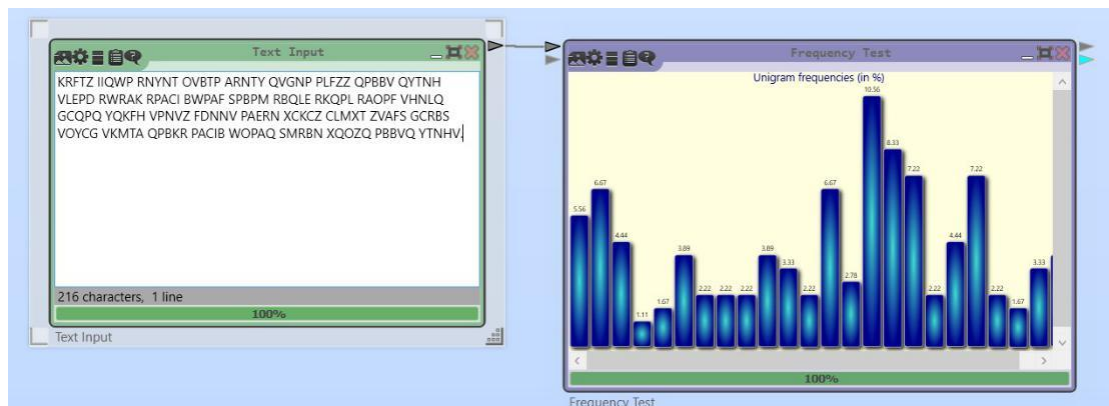 Text Input
KRFTZ IIQWP RNYNT OVBTP ARNTY QVGNP PLFZZ QPBBV QYTNH
VLEPD RWRAK RPACI BWPAF SPBPM RBQLE RKQPL RAOPF VHNLQ
GCQPQ YQKFH VPNVZ FDNNV PAERN XCKCZ CLMXT ZVAFS GCRBS
VOYCG VKMTA QPBKR PACIB WOPAQ SMRBN XQOZQ PBBVQ YTNHV.
216 characters, 1 line
100%
Text Input
Frequency Test
Unigram frequencies (in %)
5.56
6.67
4.44
1.11
1.67
3.89
2.22
2.22
2.22
3.89
3.33
2.22
6.67
2.78
10.56
8.33
7.22
2.22
4.44
7.22
2.22
1.67
3.33
100%
Frequency Test